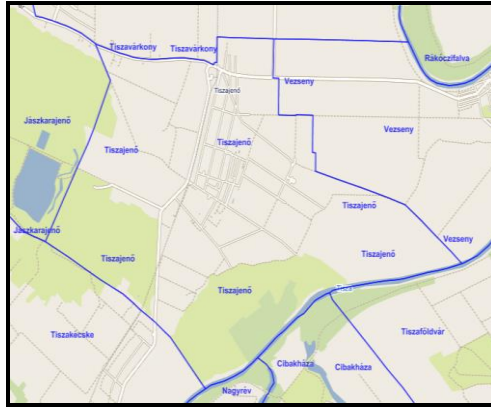 Tiszavárkony
Tiszavárkony
Rákóczifalva
Vezseny
Tiszajenő
Jászkarajenő
Vezseny
Tiszajenő
Tiszajenő
Tiszajenő
Jászkarajenő
Vezseny
Tiszajenő
Tiszajenő
Tisza
Tiszakécske
Tiszaföldvár
Cibakháza
Cibakháza
Nagyrév